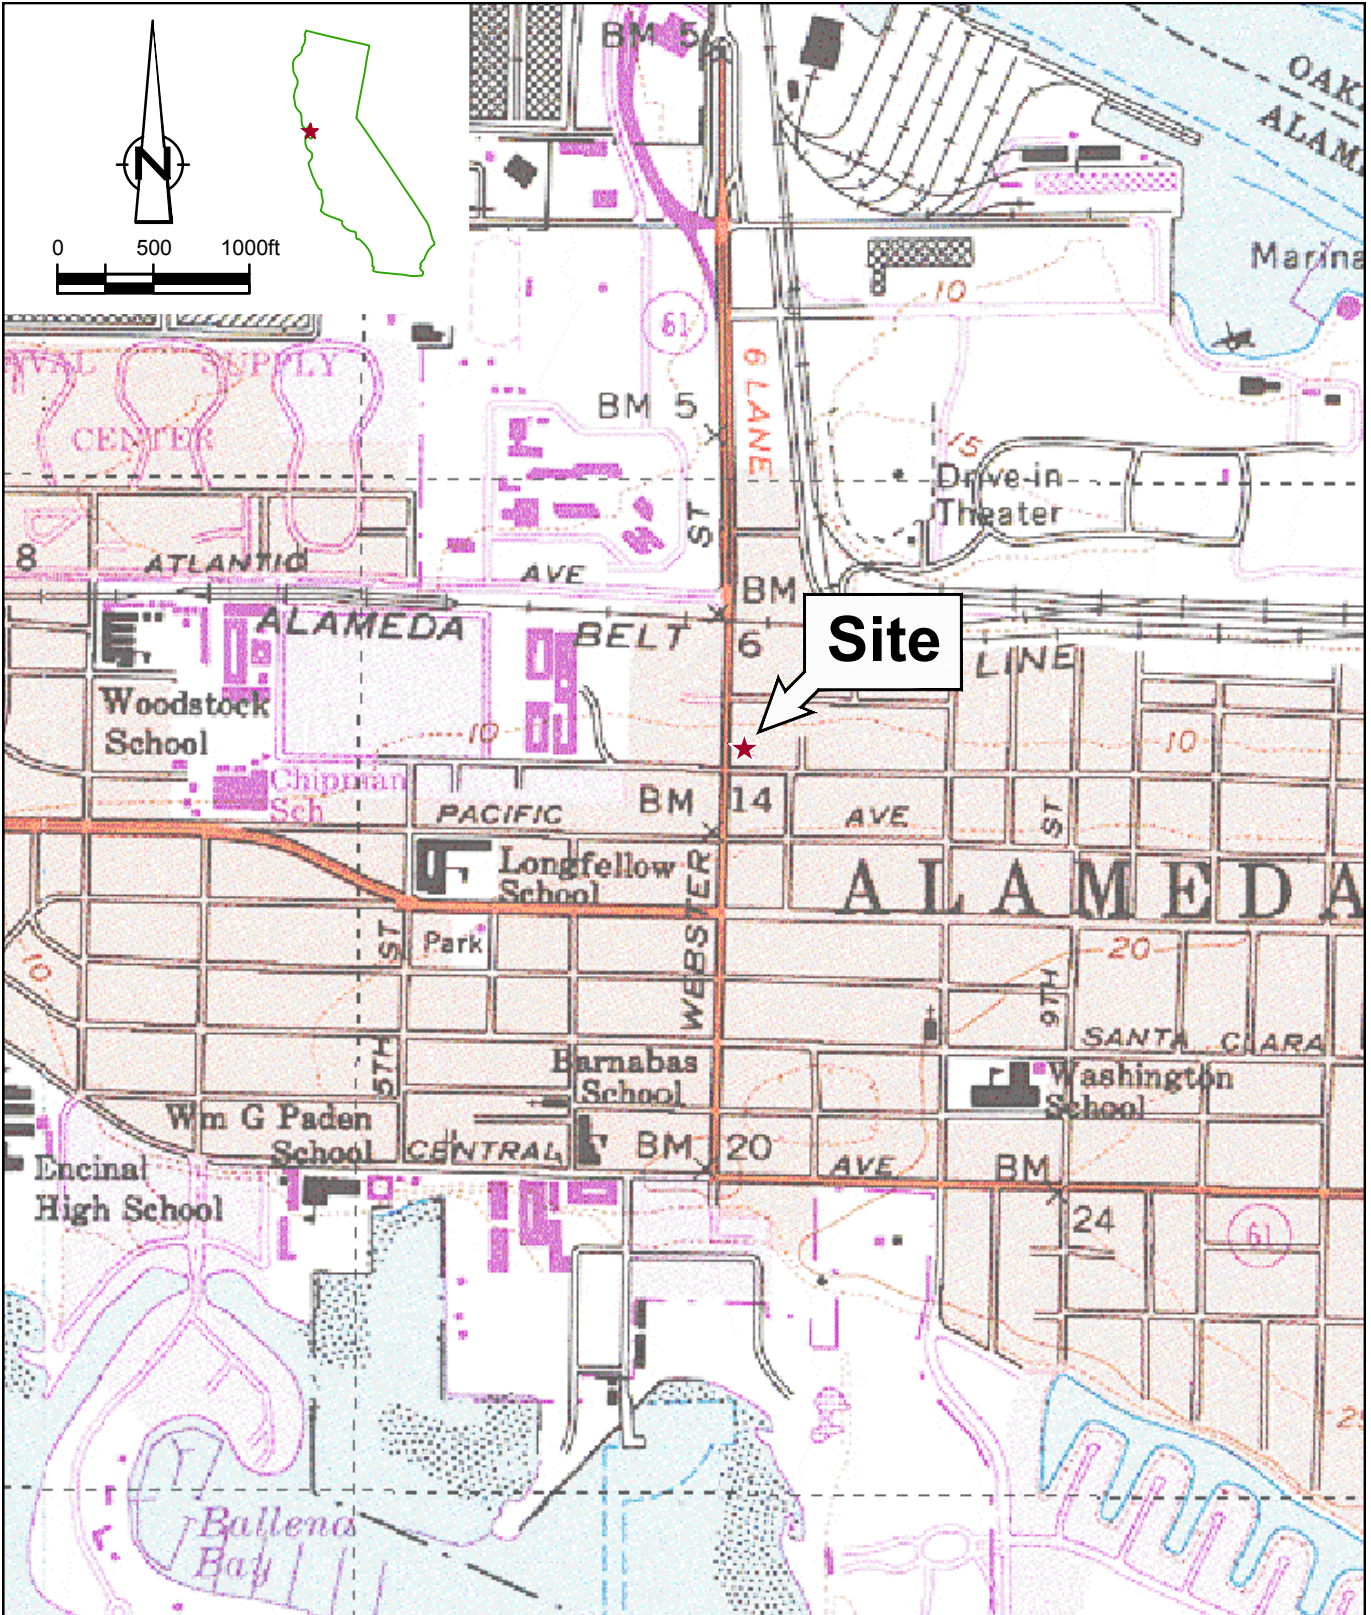 BM 5
OAK
ALAM
N
0 500 1000ft
Marina
10
61
6 LANE
NAVAL SUPPLY
CENTER
BM 5
15
Drive-in
Theater
ST
8
ATLANTIC AVE
BM
6
ALAMEDA BELT LINE
Site
Woodstock
School
10
10
Chipman
Sch
PACIFIC AVE
BM 14
ST
Longfellow
School
WEBSTER
ALAMEDA
ST
Park
20
10
9TH
SANTA CLARA
5TH
Barnabas
School
Washington
School
Wm G Paden
School
CENTRAL AVE
BM 20
BM
24
Encinal
High School
61
2
Ballena
Bay